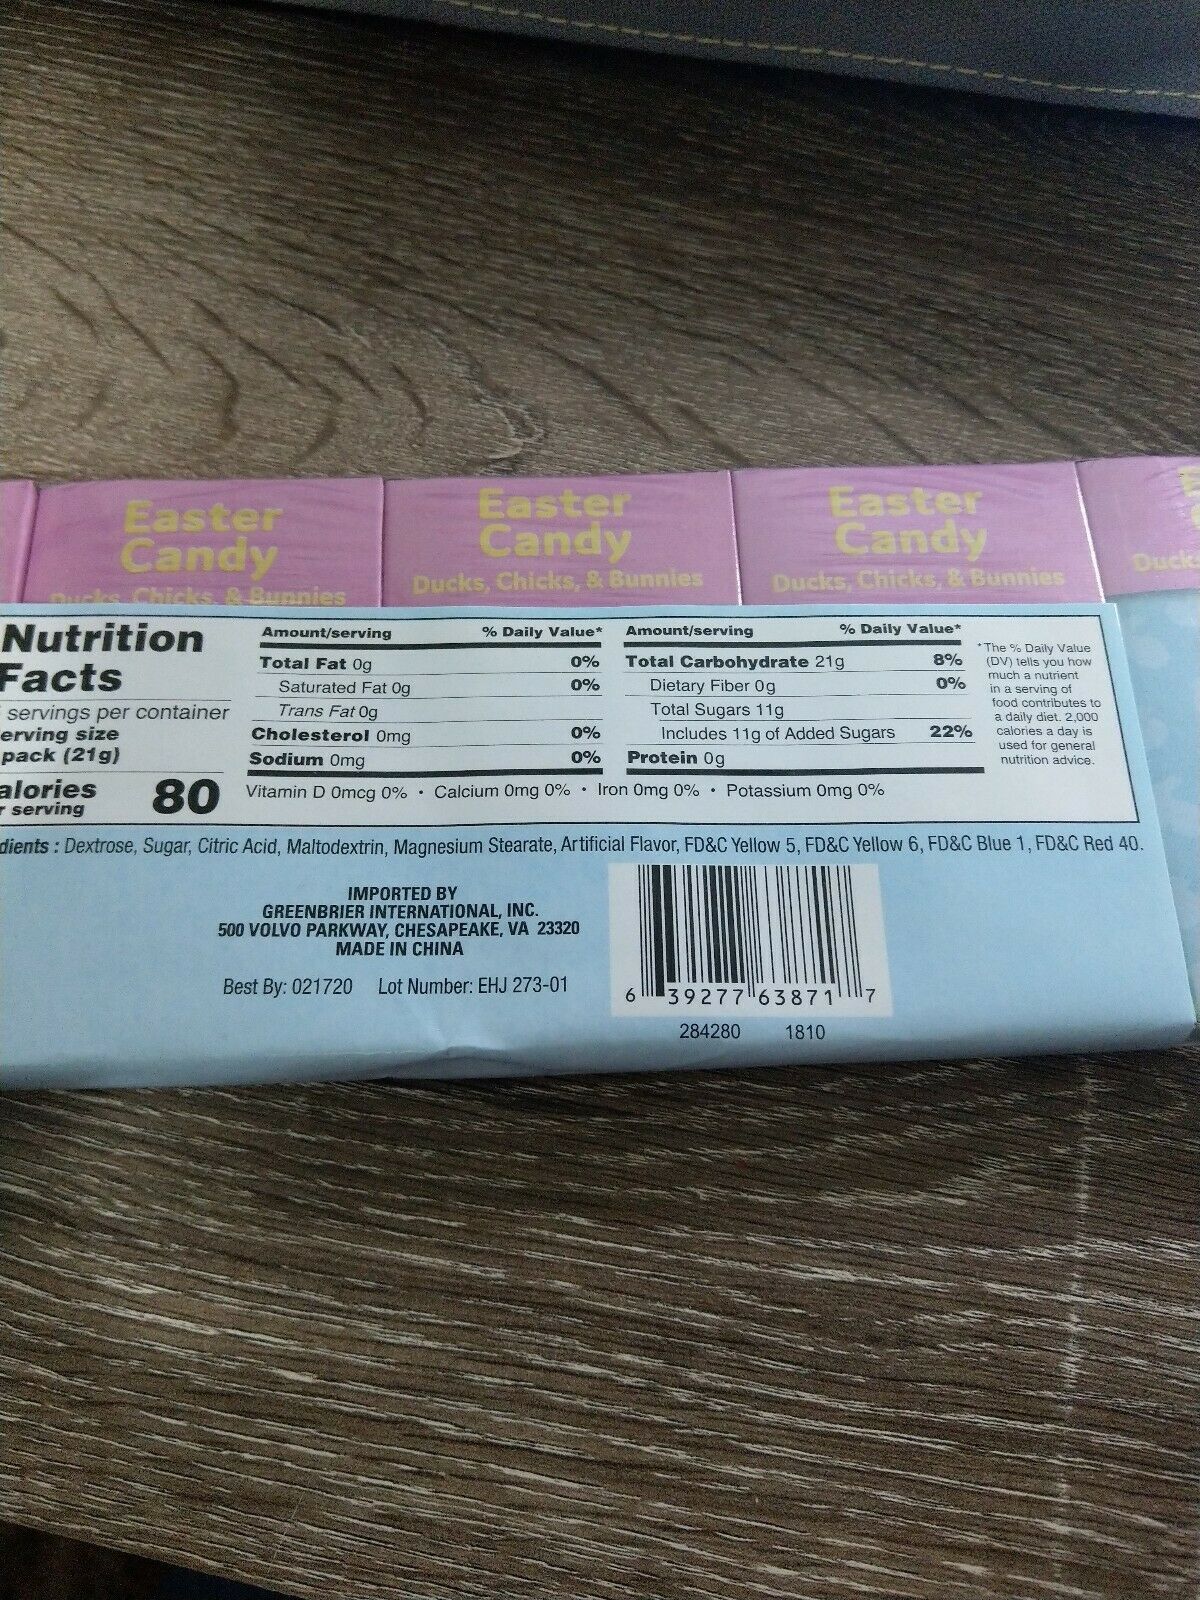 Easter
Candy
Ducks, Chicks, & Bunnies
Easter
Candy
Ducks, Chicks, & Bunnies
Easter
Candy
Ducks, Chicks, & Bunnies
Nutrition
Facts
servings per container
erving size
pack (21g)
alories
r serving
80
Amount/serving % Daily Value*
Total Fat 0g 0%
Saturated Fat 0g 0%
Trans Fat 0g
Cholesterol 0mg 0%
Sodium 0mg 0%
Amount/serving % Daily Value*
Total Carbohydrate 21g 8%
Dietary Fiber 0g 0%
Total Sugars 11g
Includes 11g of Added Sugars 22%
Protein 0g
Vitamin D 0mcg 0% • Calcium 0mg 0% • Iron 0mg 0% • Potassium 0mg 0%
*The % Daily Value
(DV) tells you how
much a nutrient
in a serving of
food contributes to
a daily diet. 2,000
calories a day is
used for general
nutrition advice.
dients : Dextrose, Sugar, Citric Acid, Maltodextrin, Magnesium Stearate, Artificial Flavor, FD&C Yellow 5, FD&C Yellow 6, FD&C Blue 1, FD&C Red 40.
IMPORTED BY
GREENBRIER INTERNATIONAL, INC.
500 VOLVO PARKWAY, CHESAPEAKE, VA 23320
MADE IN CHINA
Best By: 021720 Lot Number: EHJ 273-01
6 39277 63871 7
284280 1810